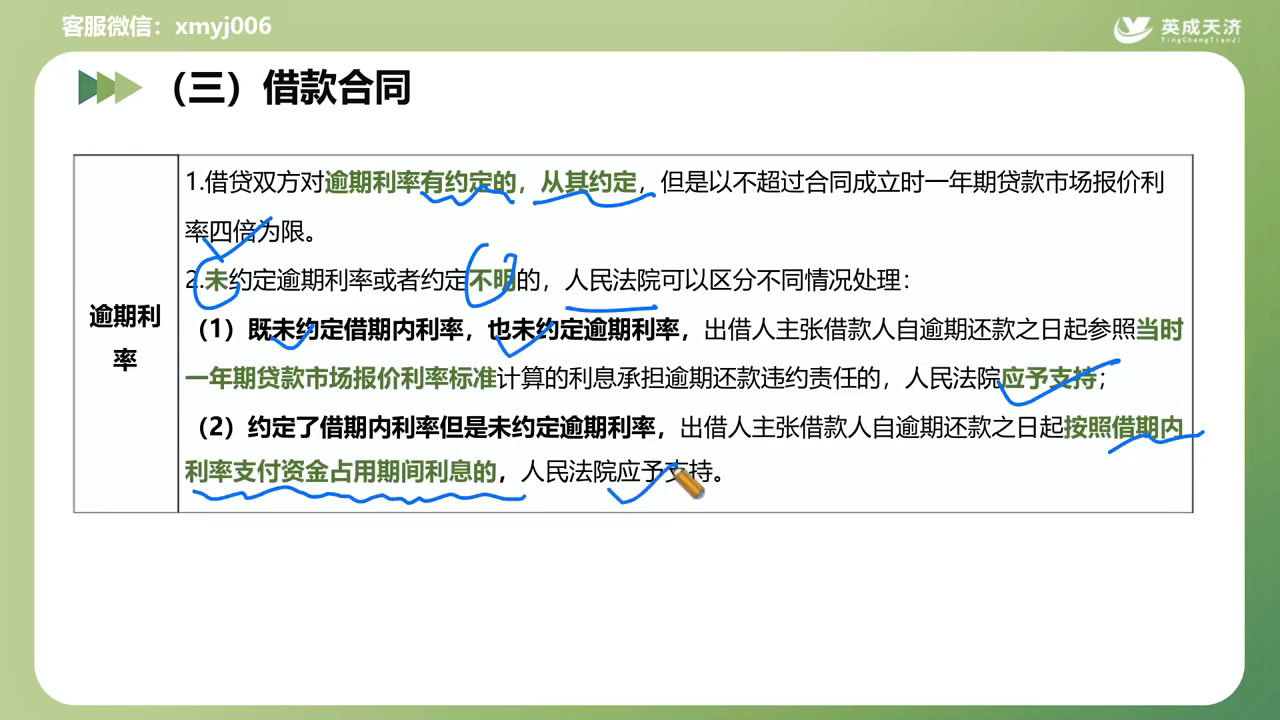 客服微信：xmyj006
英成天济
YingChengTianJi
（三）借款合同
逾期利
率
1.借贷双方对逾期利率有约定的，从其约定，但是以不超过合同成立时一年期贷款市场报价利
率四倍为限。
2.未约定逾期利率或者约定不明的，人民法院可以区分不同情况处理：
（1）既未约定借期内利率，也未约定逾期利率，出借人主张借款人自逾期还款之日起参照当时
一年期贷款市场报价利率标准计算的利息承担逾期还款违约责任的，人民法院应予支持；
（2）约定了借期内利率但是未约定逾期利率，出借人主张借款人自逾期还款之日起按照借期内
利率支付资金占用期间利息的，人民法院应予支持。